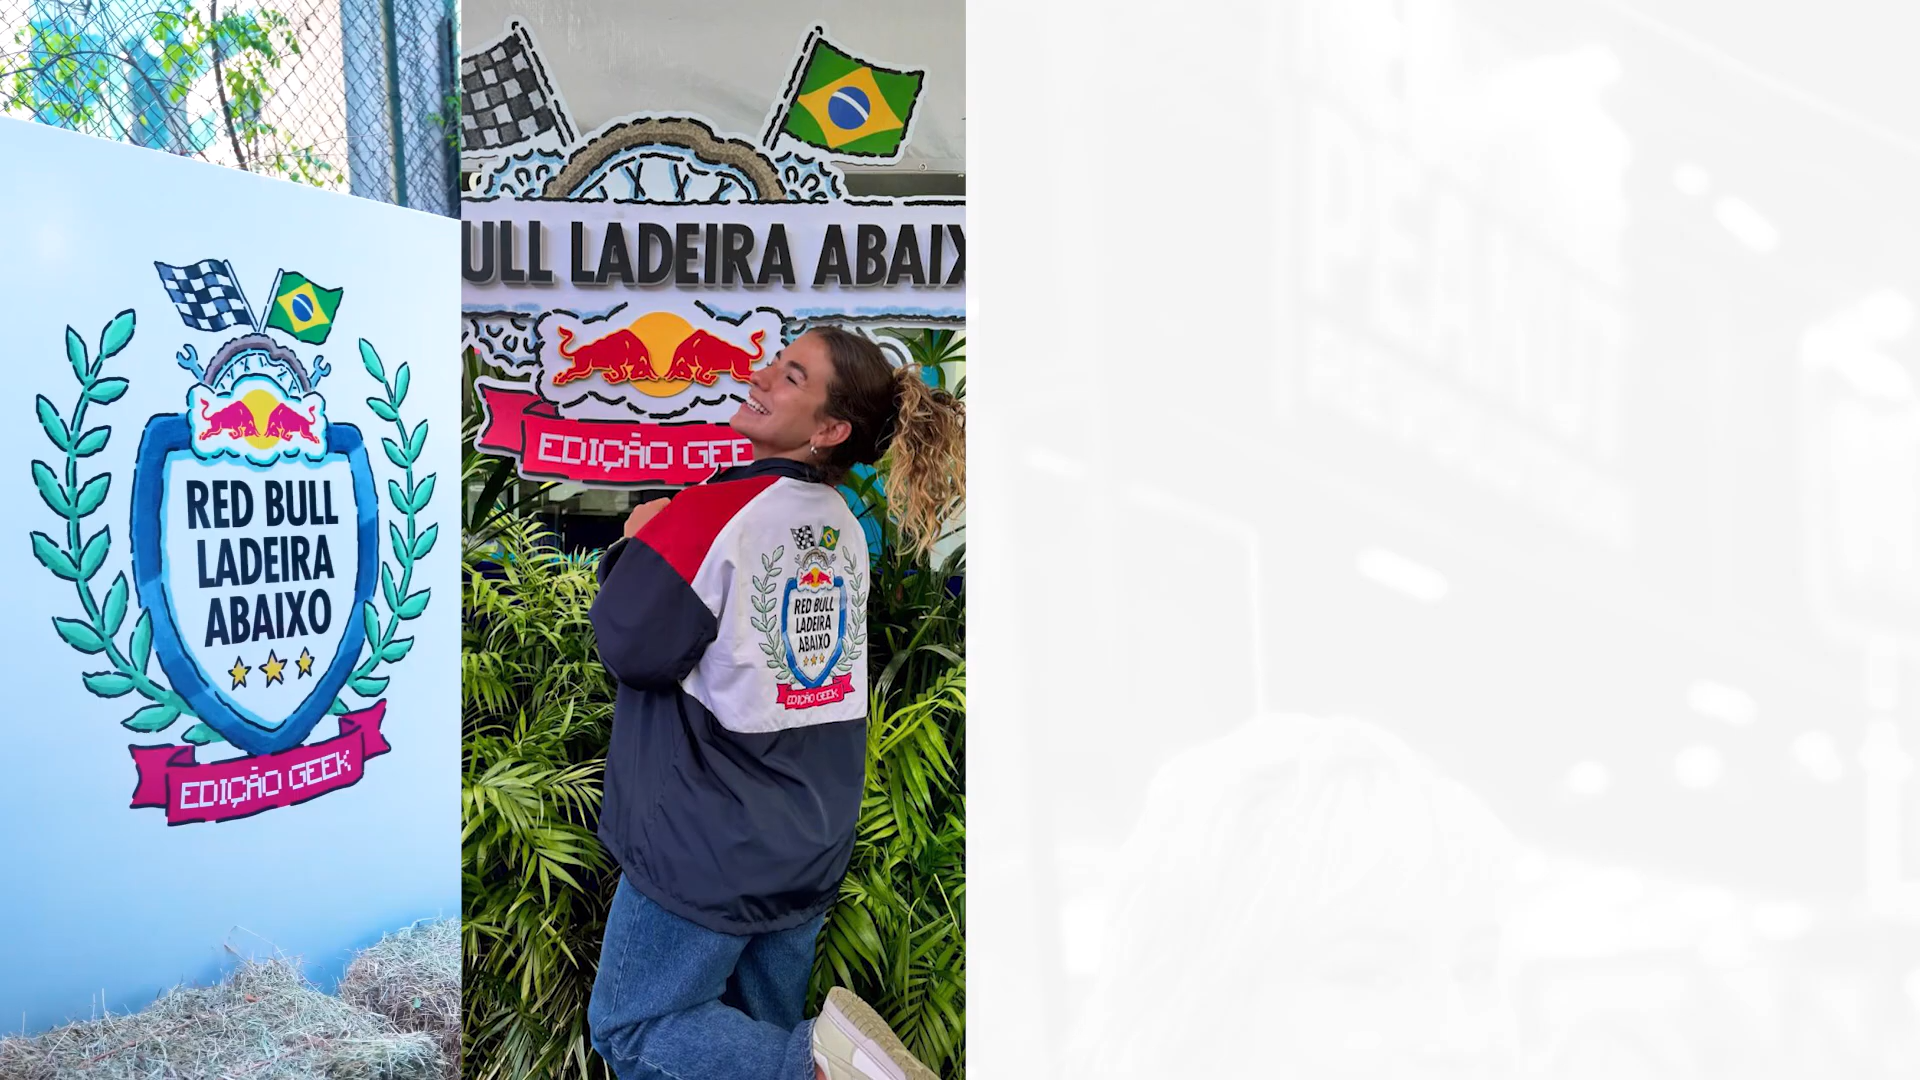 RED BULL
LADEIRA
ABAIXO
EDIÇÃO GEEK
ULL LADEIRA ABAIX
EDIÇÃO GEE
RED BULL
LADEIRA
ABAIXO
EDIÇÃO GEEK